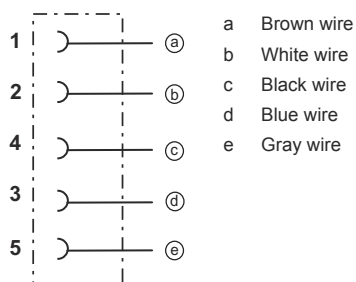 1 ⓐ
2 ⓑ
4 ⓒ
3 ⓓ
5 ⓔ
a Brown wire
b White wire
c Black wire
d Blue wire
e Gray wire